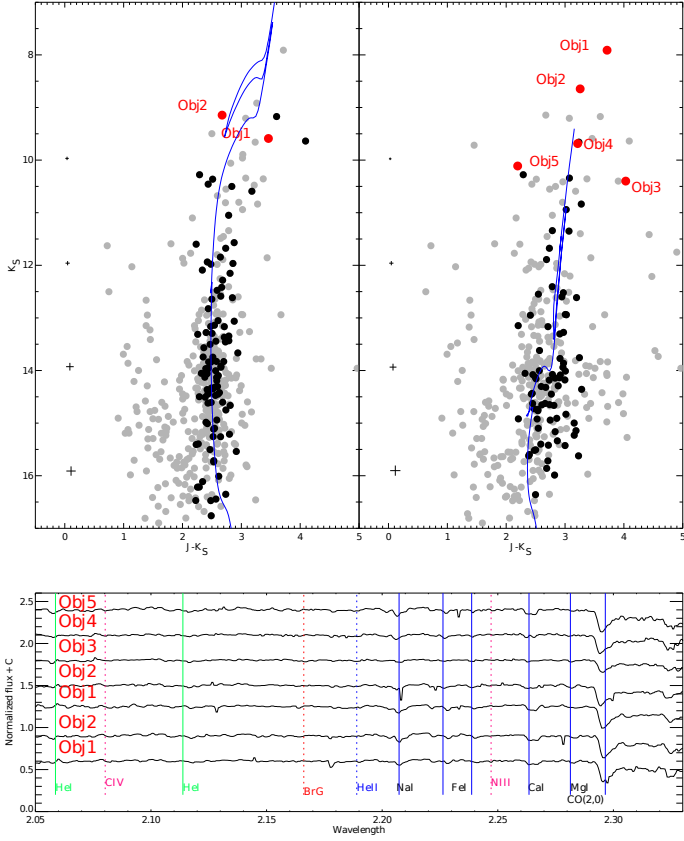 8
10
12
14
16
K_S
Obj2
Obj1
0
1
2
3
4
5
J -K_S
Obj1
Obj2
Obj4
Obj5
Obj3
0
1
2
3
4
5
J -K_S
Normalized flux + C
2.5
2.0
1.5
1.0
0.5
0.0
Obj5
Obj4
Obj3
Obj2
Obj1
Obj2
Obj1
HeI
CIV
HeI
BrG
HeII
NaI
FeI
NIII
CaI
MgI
CO(2,0)
2.05
2.10
2.15
2.20
2.25
2.30
Wavelength